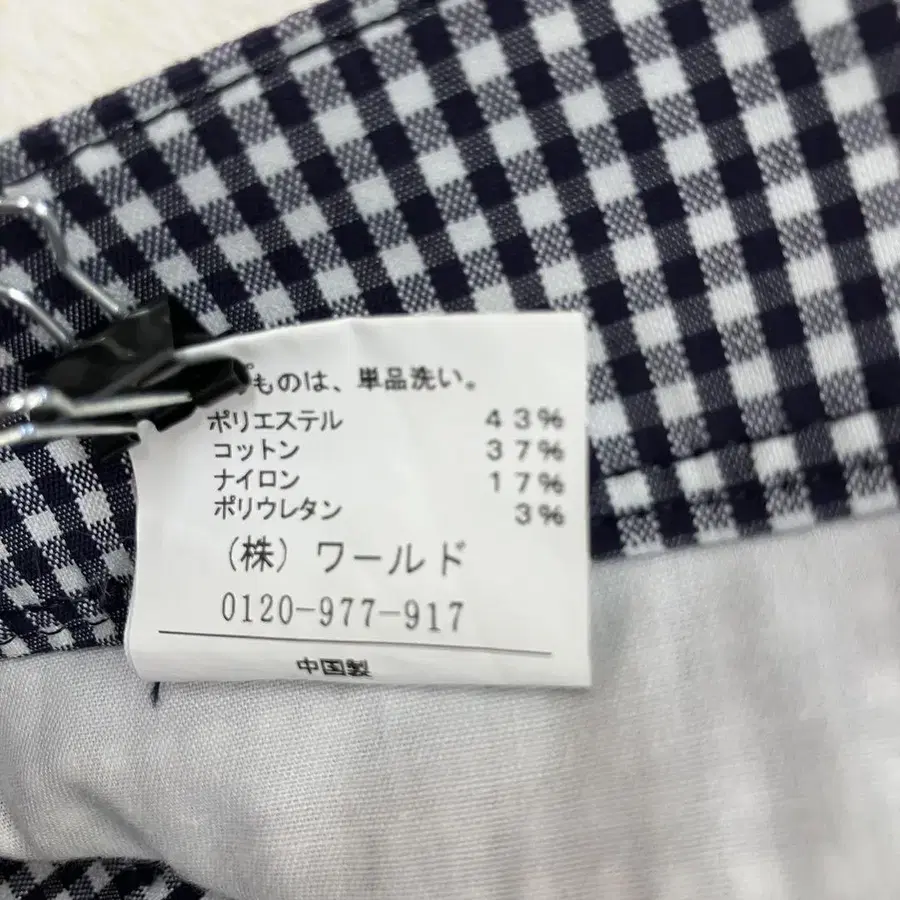 ものは、単品洗い。
ポリエステル 43%
コットン 37%
ナイロン 17%
ポリウレタン 3%
(株) ワールド
0120-977-917
中国製